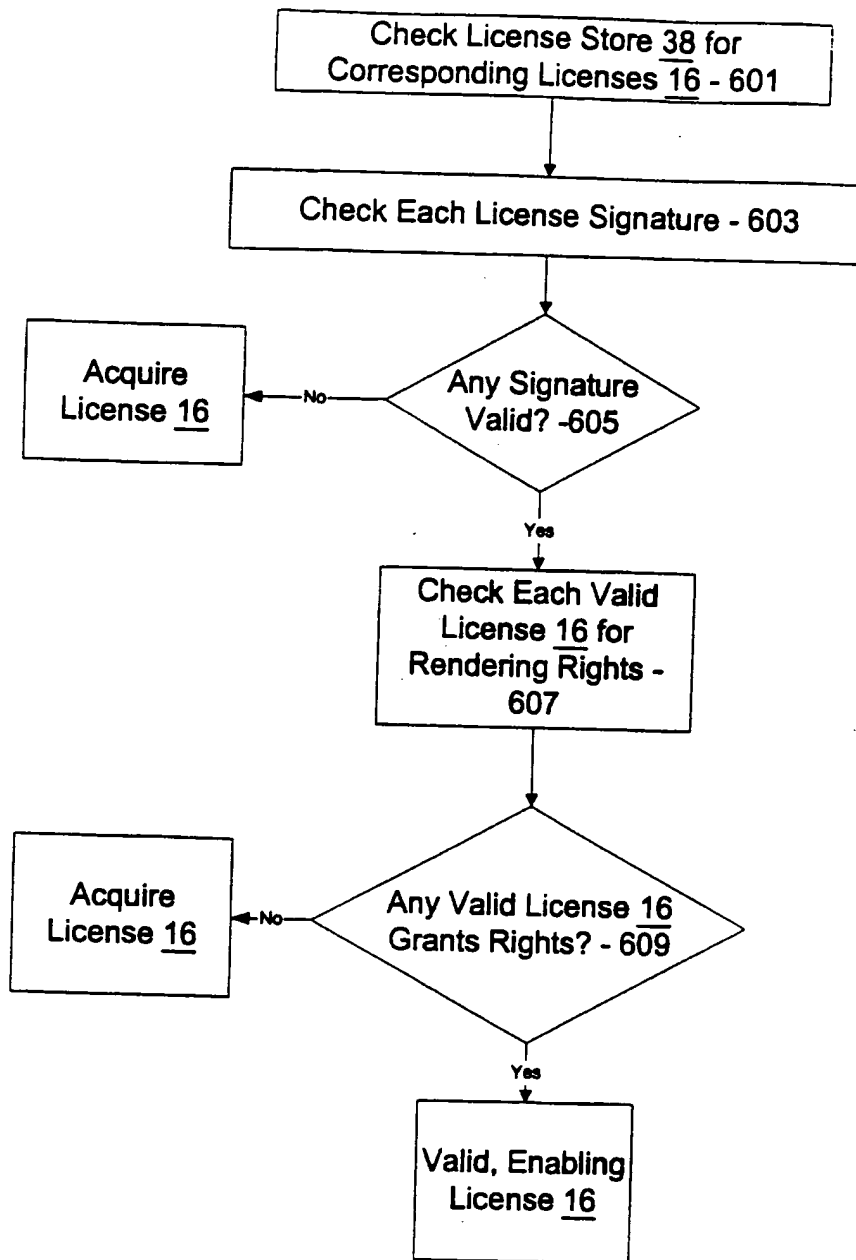 Check License Store 38 for
Corresponding Licenses 16 - 601
Check Each License Signature - 603
Any Signature
Valid? -605
No
Acquire
License 16
Yes
Check Each Valid
License 16 for
Rendering Rights -
607
Any Valid License 16
Grants Rights? - 609
No
Acquire
License 16
Yes
Valid, Enabling
License 16